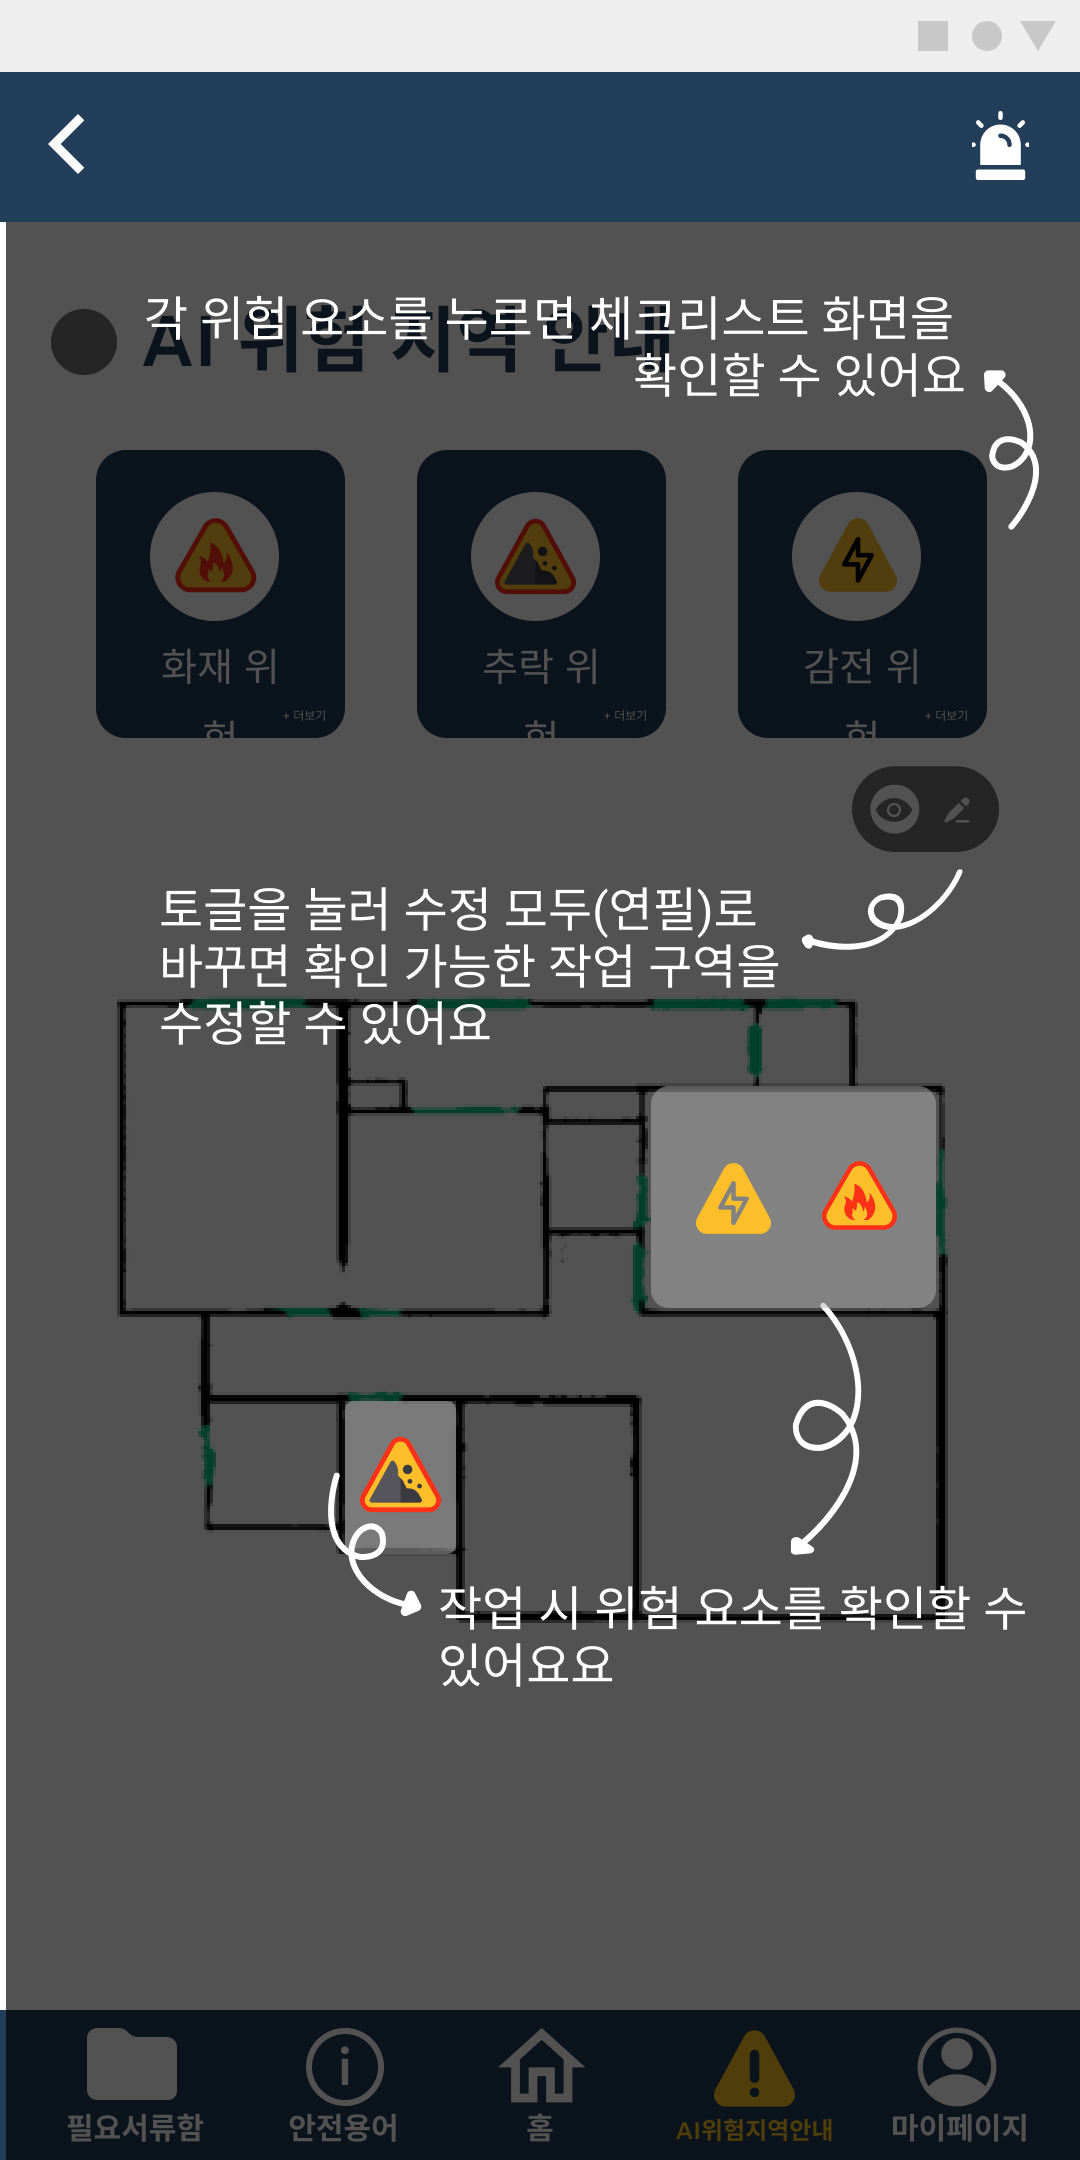 각 위험 요소를 누르면 체크리스트 화면을
확인할 수 있어요
AI 위험 지역 안내
화재 위
험
+ 더보기
추락 위
험
+ 더보기
감전 위
험
+ 더보기
토글을 눌러 수정 모두(연필)로
바꾸면 확인 가능한 작업 구역을
수정할 수 있어요
작업 시 위험 요소를 확인할 수
있어요요
필요서류함
안전용어
홈
AI위험지역안내
마이페이지